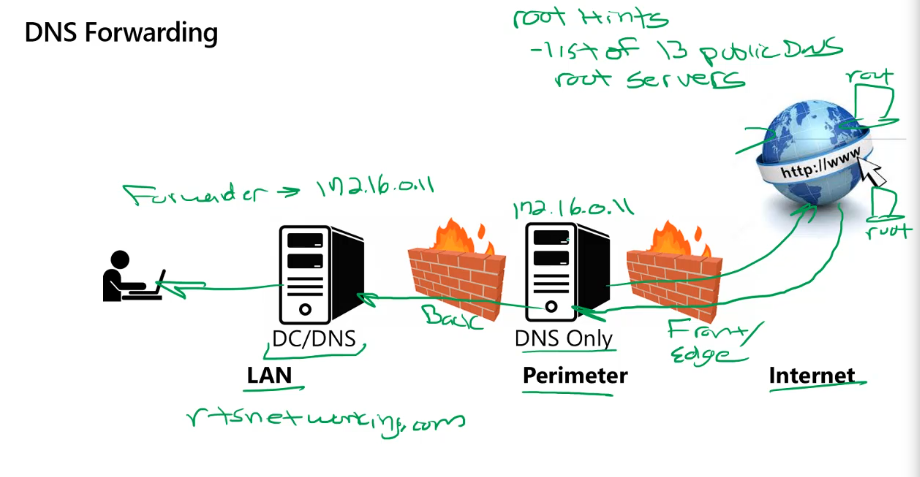 DNS Forwarding
root Hints
-list of 13 public DNS
root servers
root
http://www
Forwarder → 172.16.0.11
172.16.0.11
root
Back
Front/
Edge
DC/DNS
DNS Only
LAN
Perimeter
Internet
rtsnetworking.com